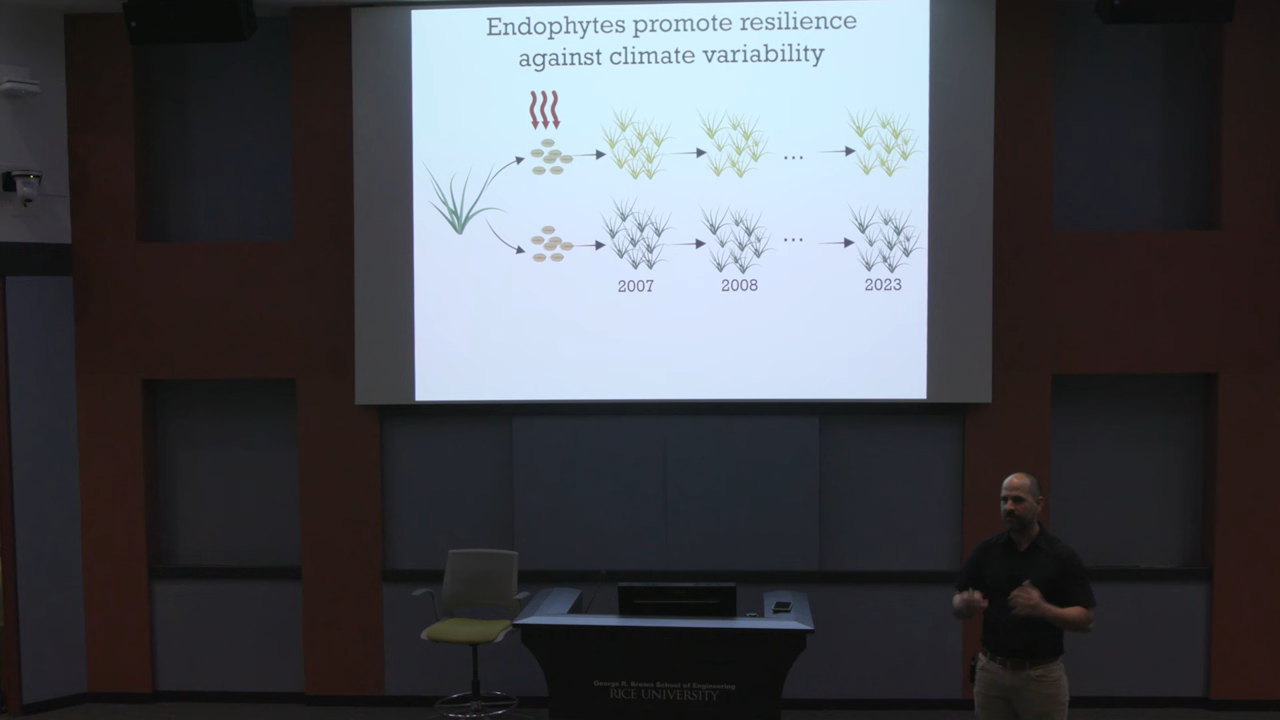 Endophytes promote resilience
against climate variability
...
...
2007 2008 2023
George R. Brown School of Engineering
RICE UNIVERSITY